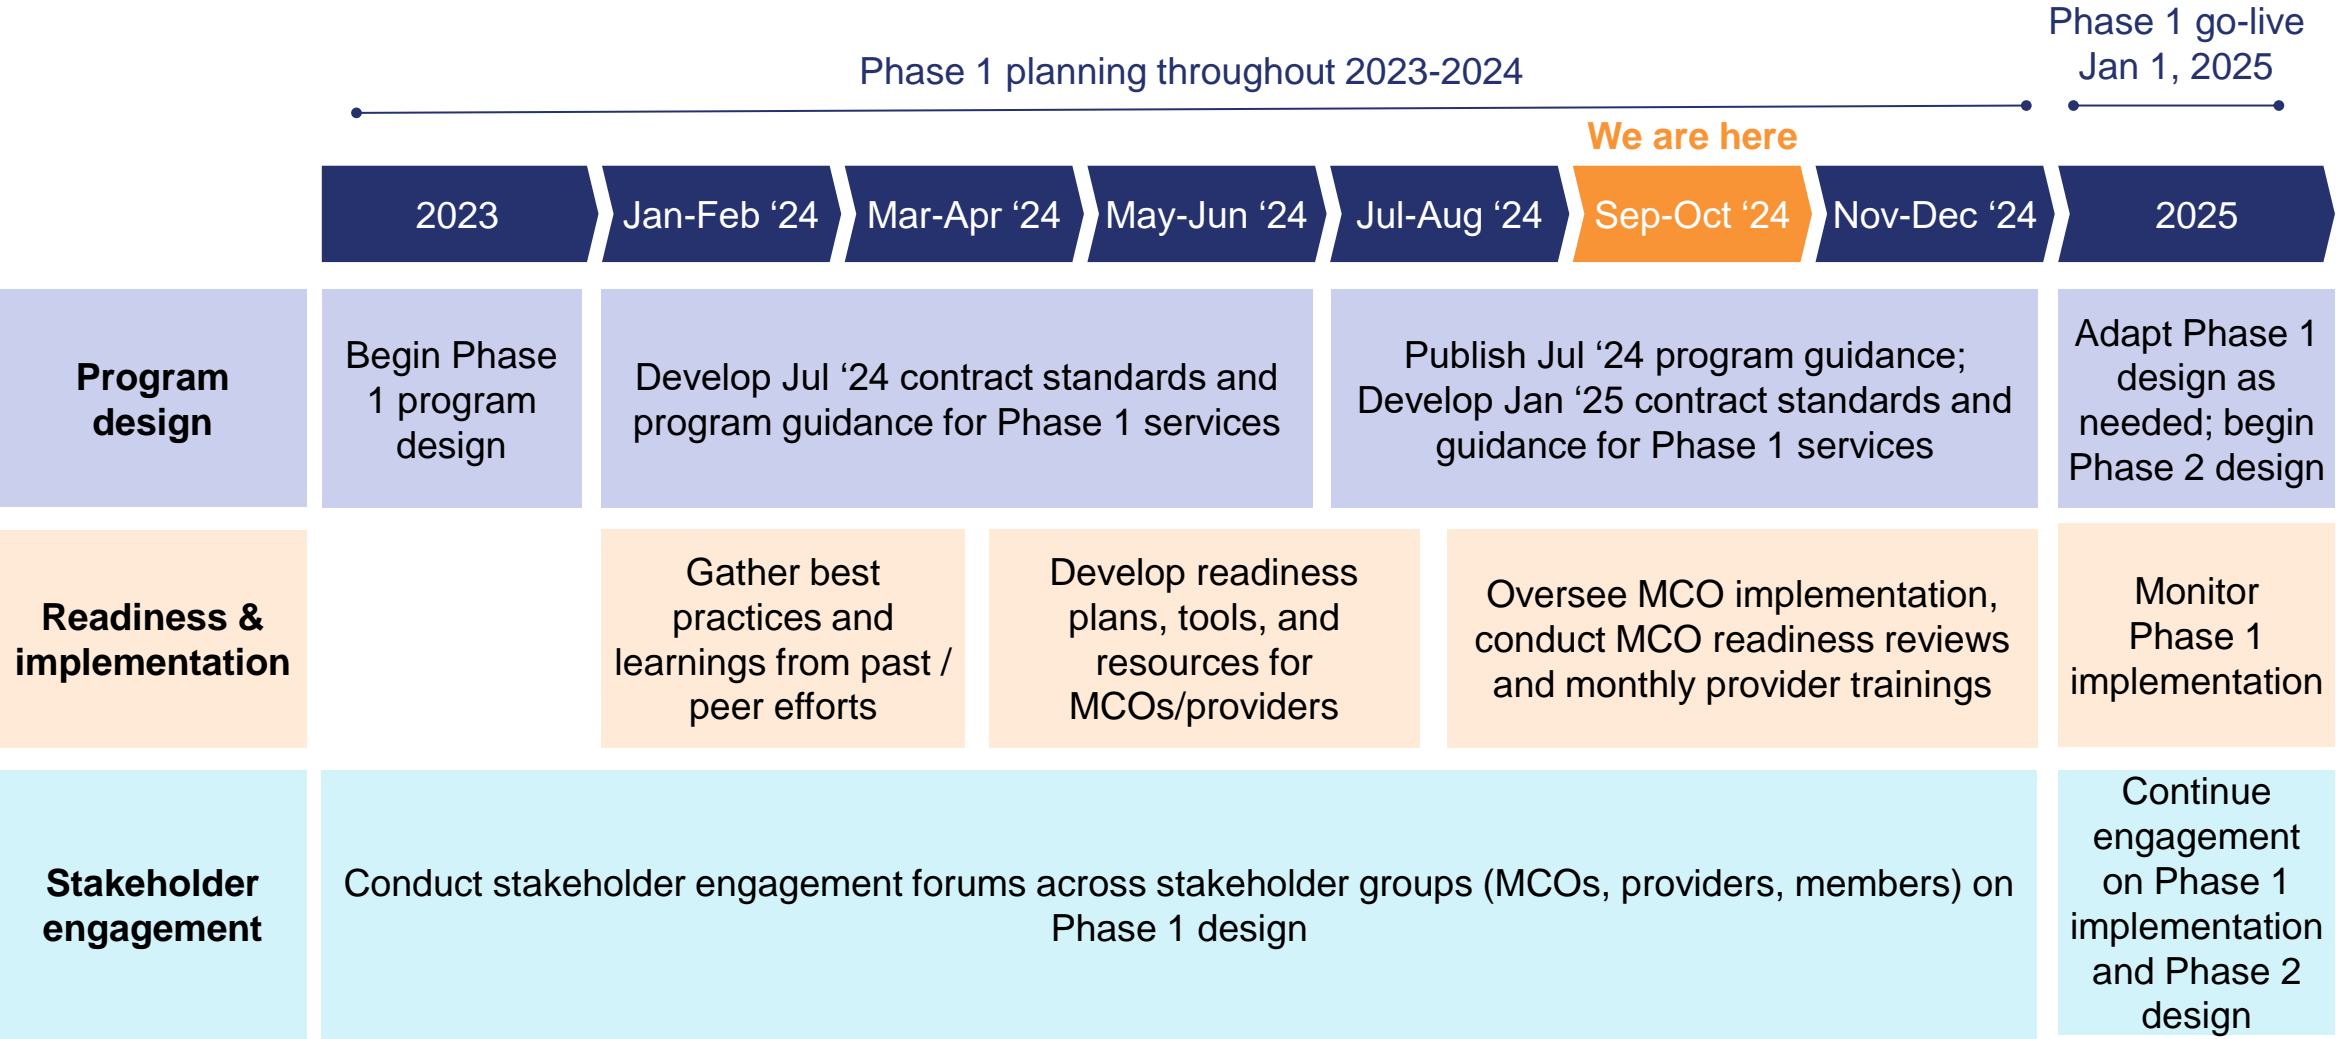 Phase 1 go-live
Jan 1, 2025
Phase 1 planning throughout 2023-2024
We are here
2023
Jan-Feb ‘24
Mar-Apr ‘24
May-Jun ‘24
Jul-Aug ‘24
Sep-Oct ‘24
Nov-Dec ‘24
2025
Program
design
Begin Phase
1 program
design
Develop Jul ‘24 contract standards and
program guidance for Phase 1 services
Publish Jul ‘24 program guidance;
Develop Jan ‘25 contract standards and
guidance for Phase 1 services
Adapt Phase 1
design as
needed; begin
Phase 2 design
Readiness &
implementation
Gather best
practices and
learnings from past /
peer efforts
Develop readiness
plans, tools, and
resources for
MCOs/providers
Oversee MCO implementation,
conduct MCO readiness reviews
and monthly provider trainings
Monitor
Phase 1
implementation
Stakeholder
engagement
Conduct stakeholder engagement forums across stakeholder groups (MCOs, providers, members) on
Phase 1 design
Continue
engagement
on Phase 1
implementation
and Phase 2
design